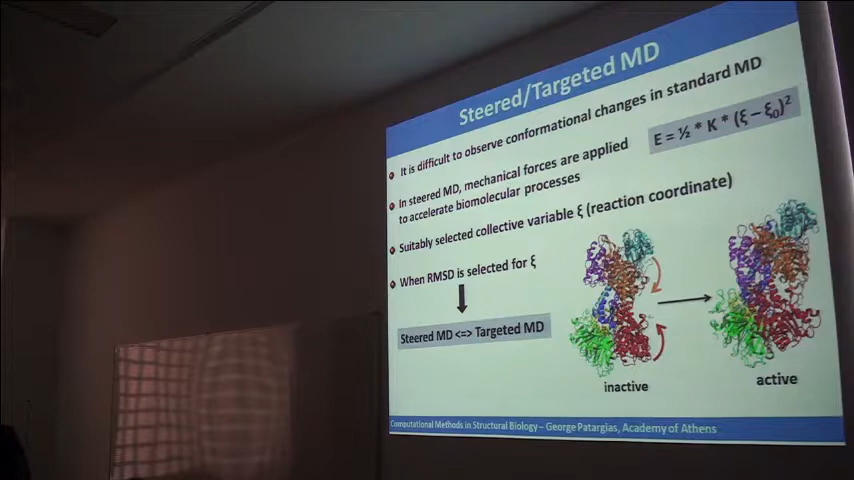 Steered/Targeted MD
It is difficult to observe conformational changes in standard MD
E = ½ * K * (ξ – ξ₀)²
In steered MD, mechanical forces are applied
to accelerate biomolecular processes
Suitably selected collective variable ξ (reaction coordinate)
When RMSD is selected for ξ
Steered MD <=> Targeted MD
inactive
active
Computational Methods in Structural Biology – George Patargias, Academy of Athens